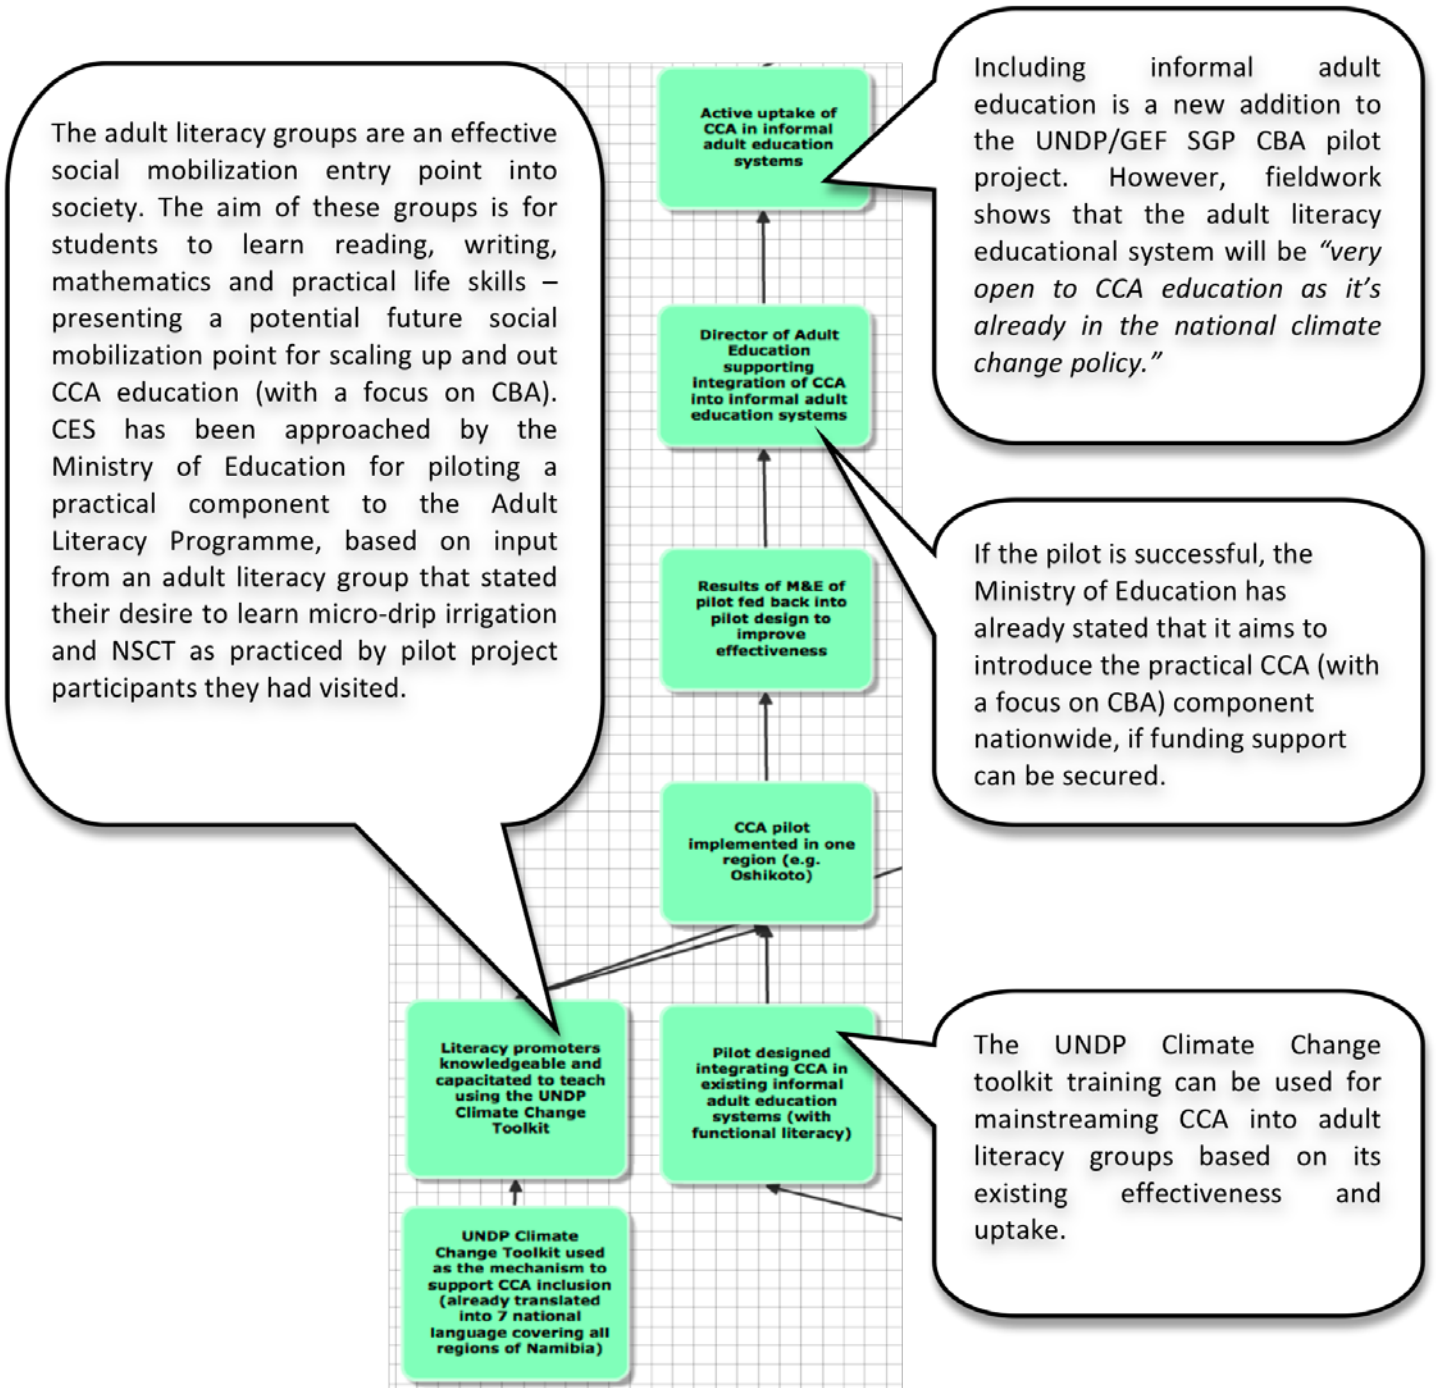 The adult literacy groups are an effective
social mobilization entry point into
society. The aim of these groups is for
students to learn reading, writing,
mathematics and practical life skills –
presenting a potential future social
mobilization point for scaling up and out
CCA education (with a focus on CBA).
CES has been approached by the
Ministry of Education for piloting a
practical component to the Adult
Literacy Programme, based on input
from an adult literacy group that stated
their desire to learn micro-drip irrigation
and NSCT as practiced by pilot project
participants they had visited.
Active uptake of
CCA in informal
adult education
systems
Including informal adult
education is a new addition to
the UNDP/GEF SGP CBA pilot
project. However, fieldwork
shows that the adult literacy
educational system will be “very
open to CCA education as it’s
already in the national climate
change policy.”
Director of Adult
Education
supporting
integration of CCA
into informal adult
education systems
If the pilot is successful, the
Ministry of Education has
already stated that it aims to
introduce the practical CCA (with
a focus on CBA) component
nationwide, if funding support
can be secured.
Results of M&E of
pilot fed back into
pilot design to
improve
effectiveness
CCA pilot
implemented in one
region (e.g.
Oshikoto)
Literacy promoters
knowledgeable and
capacitated to teach
using the UNDP
Climate Change
Toolkit
Pilot designed
integrating CCA in
existing informal
adult education
systems (with
functional literacy)
The UNDP Climate Change
toolkit training can be used for
mainstreaming CCA into adult
literacy groups based on its
existing effectiveness and
uptake.
UNDP Climate
Change Toolkit used
as the mechanism to
support CCA inclusion
(already translated
into 7 national
language covering all
regions of Namibia)